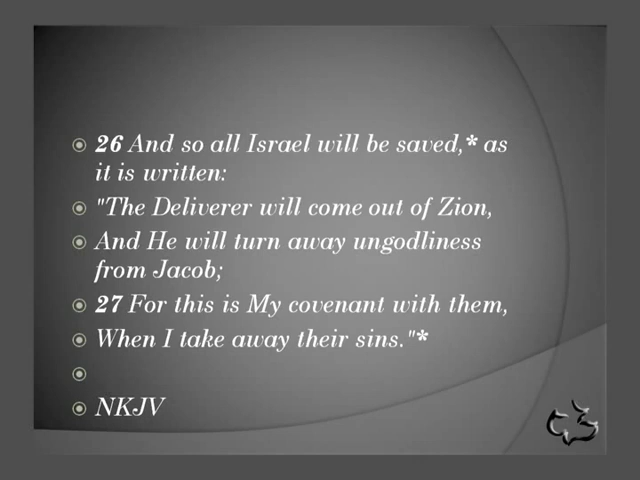 26 And so all Israel will be saved,* as
it is written:
"The Deliverer will come out of Zion,
And He will turn away ungodliness
from Jacob;
27 For this is My covenant with them,
When I take away their sins."*
NKJV